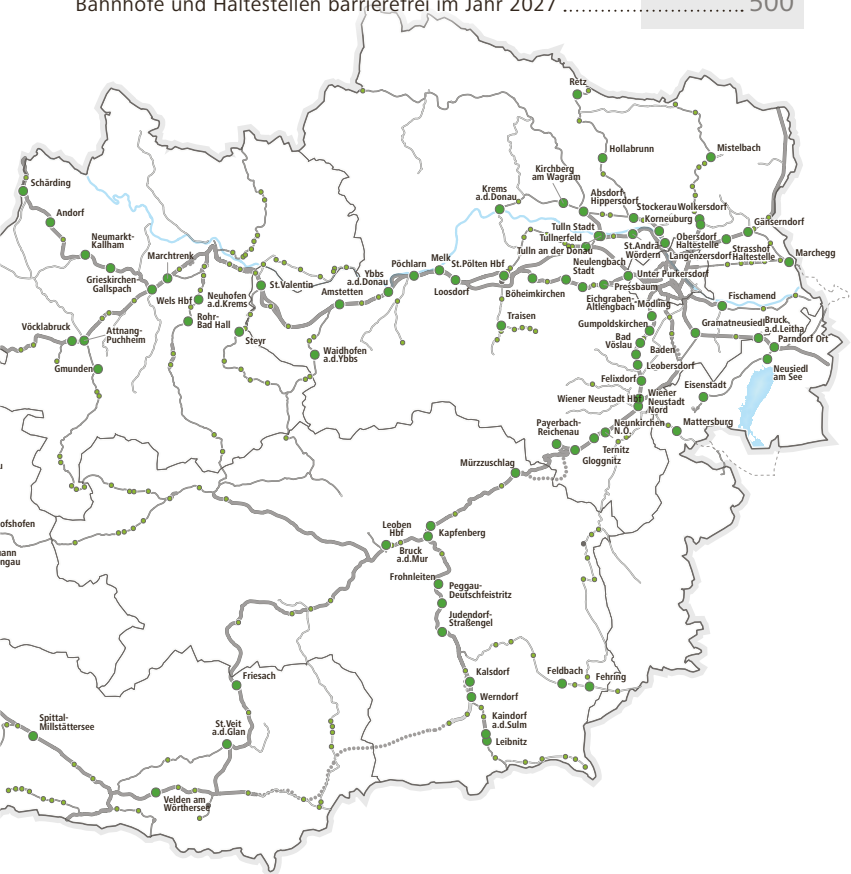 Bahnhöfe und Haltestellen barrierefrei im Jahr 2027 ............................ 500
Retz
Hollabrunn
Mistelbach
Kirchberg
am Wagram
Krems
a.d.Donau
Absdorf-
Hippersdorf
Stockerau
Wolkersdorf
Korneuburg
Gänserndorf
Tulln Stadt
Tullnerfeld
Tulln an der Donau
St.Andrä
Wördern
Obersdorf
Haltestelle
Langenzersdorf
Strasshof
Haltestelle
Marchegg
Schärding
Andorf
Neumarkt-
Kallham
Grieskirchen-
Gallspach
Marchtrenk
Wels Hbf
Neuhofen
a.d.Krems
Rohr-
Bad Hall
St.Valentin
Steyr
Amstetten
Ybbs
a.d.Donau
Pöchlarn
Melk
Loosdorf
St.Pölten Hbf
Böheimkirchen
Neulengbach
Stadt
Eichgraben-
Altlengbach
Unter Purkersdorf
Pressbaum
Mödling
Fischamend
Gumpoldskirchen
Gramatneusiedl
Bruck
a.d.Leitha
Parndorf Ort
Vöcklabruck
Attnang-
Puchheim
Gmunden
Waidhofen
a.d.Ybbs
Traisen
Bad
Vöslau
Baden
Leobersdorf
Neusiedl
am See
Felixdorf
Eisenstadt
Wiener Neustadt Hbf
Wiener
Neustadt
Nord
Payerbach-
Reichenau
Neunkirchen
N.Ö.
Mattersburg
Ternitz
Gloggnitz
Mürzzuschlag
ofshofen
ann
ngau
Leoben
Hbf
Kapfenberg
Bruck
a.d.Mur
Frohnleiten
Peggau-
Deutschfeistritz
Judendorf-
Straßengel
Friesach
Kalsdorf
Werndorf
Feldbach
Fehring
Spittal-
Millstättersee
St.Veit
a.d.Glan
Kaindorf
a.d.Sulm
Leibnitz
Velden am
Wörthersee